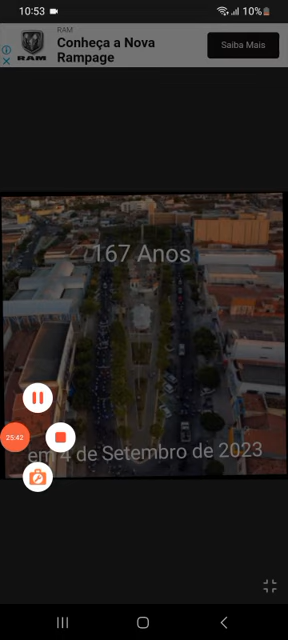 10:53
10%
RAM
Conheça a Nova
Rampage
Saiba Mais
RAM
167 Anos
25:42
em 4 de Setembro de 2023